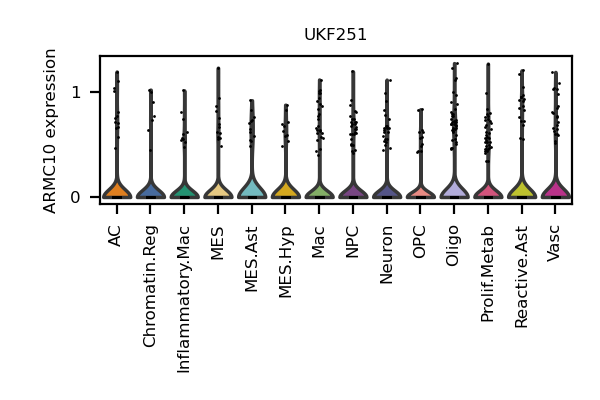 UKF251
ARMC10 expression
1
0
AC
Chromatin.Reg
Inflammatory.Mac
MES
MES.Ast
MES.Hyp
Mac
NPC
Neuron
OPC
Oligo
Prolif.Metab
Reactive.Ast
Vasc